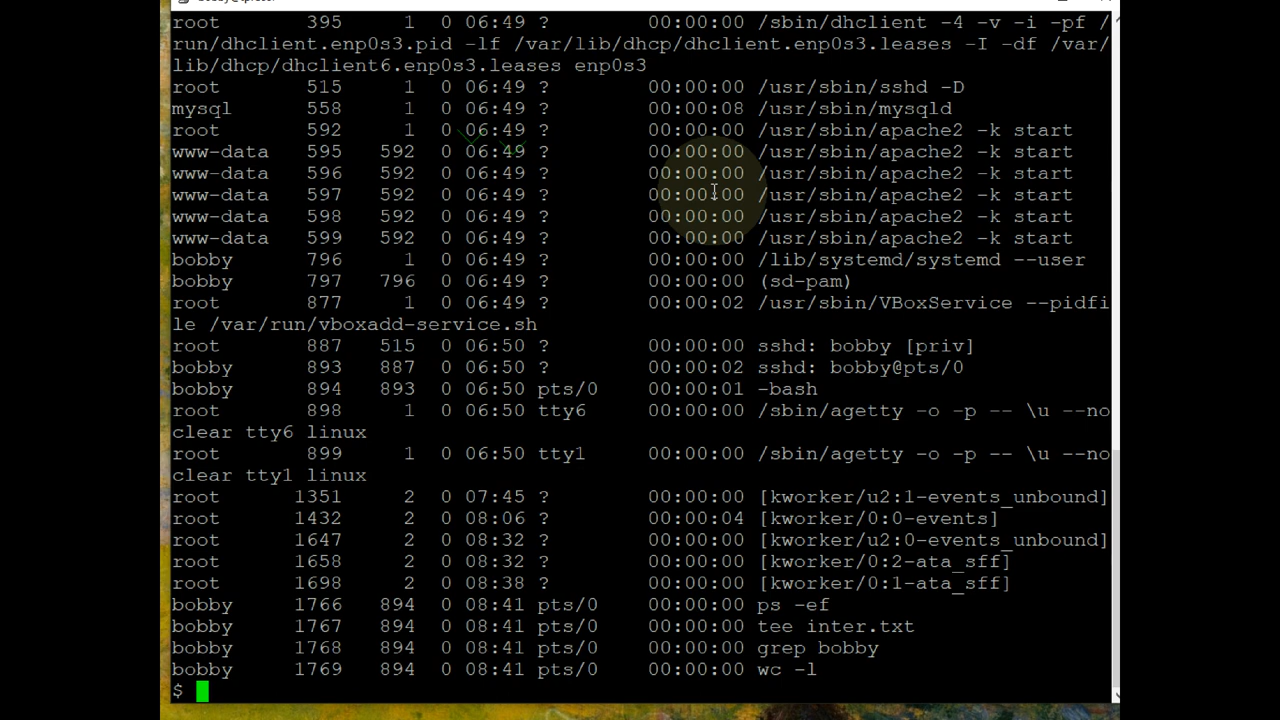 root       395     1  0 06:49 ?        00:00:00 /sbin/dhclient -4 -v -i -pf /
run/dhclient.enp0s3.pid -lf /var/lib/dhcp/dhclient.enp0s3.leases -I -df /var/
lib/dhcp/dhclient6.enp0s3.leases enp0s3
root       515     1  0 06:49 ?        00:00:00 /usr/sbin/sshd -D
mysql      558     1  0 06:49 ?        00:00:08 /usr/sbin/mysqld
root       592     1  0 06:49 ?        00:00:00 /usr/sbin/apache2 -k start
www-data   595   592  0 06:49 ?        00:00:00 /usr/sbin/apache2 -k start
www-data   596   592  0 06:49 ?        00:00:00 /usr/sbin/apache2 -k start
www-data   597   592  0 06:49 ?        00:00:00 /usr/sbin/apache2 -k start
www-data   598   592  0 06:49 ?        00:00:00 /usr/sbin/apache2 -k start
www-data   599   592  0 06:49 ?        00:00:00 /usr/sbin/apache2 -k start
bobby      796     1  0 06:49 ?        00:00:00 /lib/systemd/systemd --user
bobby      797   796  0 06:49 ?        00:00:00 (sd-pam)
root       877     1  0 06:49 ?        00:00:02 /usr/sbin/VBoxService --pidfi
le /var/run/vboxadd-service.sh
root       887   515  0 06:50 ?        00:00:00 sshd: bobby [priv]
bobby      893   887  0 06:50 ?        00:00:02 sshd: bobby@pts/0
bobby      894   893  0 06:50 pts/0    00:00:01 -bash
root       898     1  0 06:50 tty6     00:00:00 /sbin/agetty -o -p -- \u --no
clear tty6 linux
root       899     1  0 06:50 tty1     00:00:00 /sbin/agetty -o -p -- \u --no
clear tty1 linux
root      1351     2  0 07:45 ?        00:00:00 [kworker/u2:1-events_unbound]
root      1432     2  0 08:06 ?        00:00:04 [kworker/0:0-events]
root      1647     2  0 08:32 ?        00:00:00 [kworker/u2:0-events_unbound]
root      1658     2  0 08:32 ?        00:00:00 [kworker/0:2-ata_sff]
root      1698     2  0 08:38 ?        00:00:00 [kworker/0:1-ata_sff]
bobby     1766   894  0 08:41 pts/0    00:00:00 ps -ef
bobby     1767   894  0 08:41 pts/0    00:00:00 tee inter.txt
bobby     1768   894  0 08:41 pts/0    00:00:00 grep bobby
bobby     1769   894  0 08:41 pts/0    00:00:00 wc -l
$